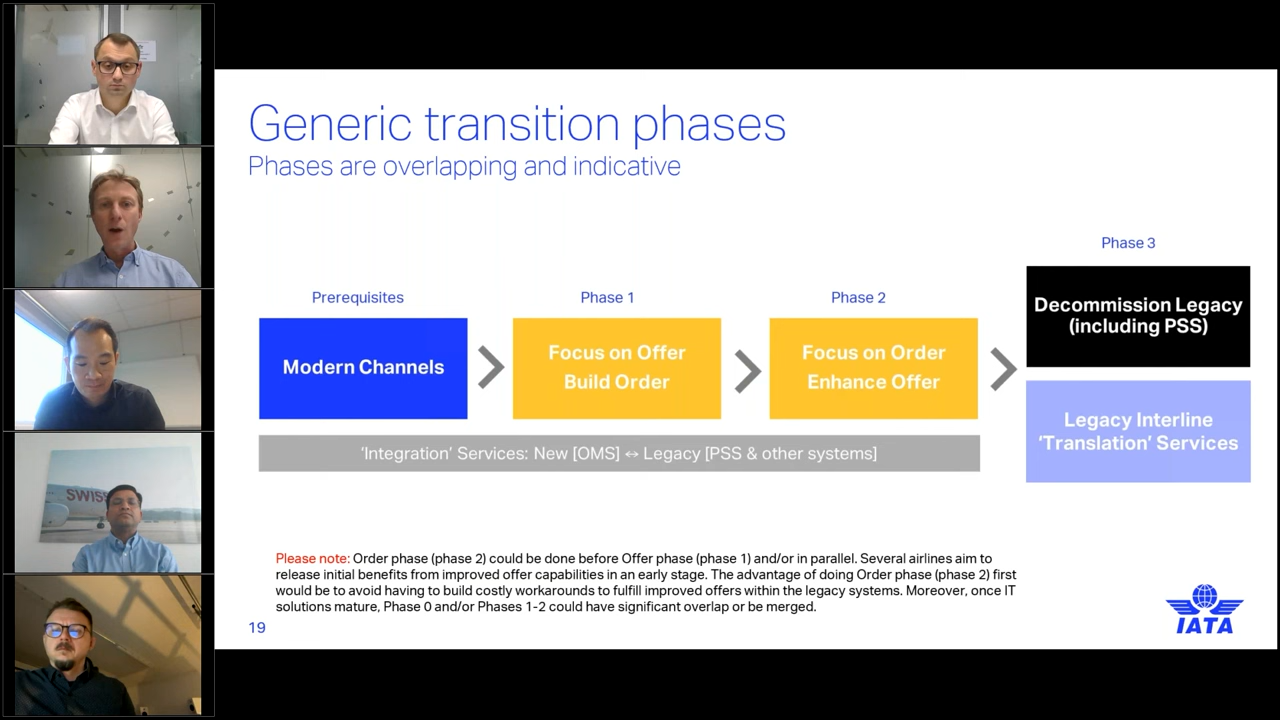 Generic transition phases
Phases are overlapping and indicative
Prerequisites
Modern Channels
Phase 1
Focus on Offer
Build Order
Phase 2
Focus on Order
Enhance Offer
Phase 3
Decommission Legacy
(including PSS)
Legacy Interline
‘Translation’ Services
‘Integration’ Services: New [OMS] ↔ Legacy [PSS & other systems]
Please note: Order phase (phase 2) could be done before Offer phase (phase 1) and/or in parallel. Several airlines aim to
release initial benefits from improved offer capabilities in an early stage. The advantage of doing Order phase (phase 2) first
would be to avoid having to build costly workarounds to fulfill improved offers within the legacy systems. Moreover, once IT
solutions mature, Phase 0 and/or Phases 1-2 could have significant overlap or be merged.
19
IATA
SWISS